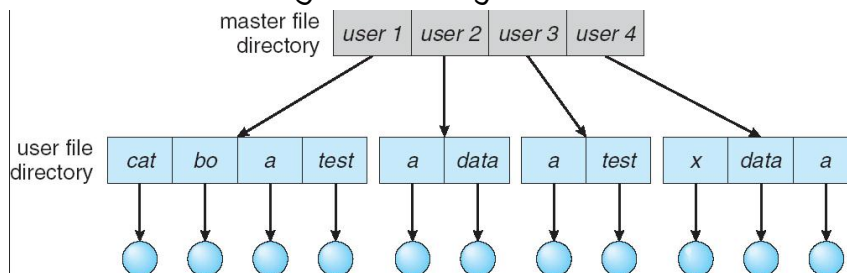 master file directory
user 1 user 2 user 3 user 4
user file directory
cat bo a test a data a test x data a